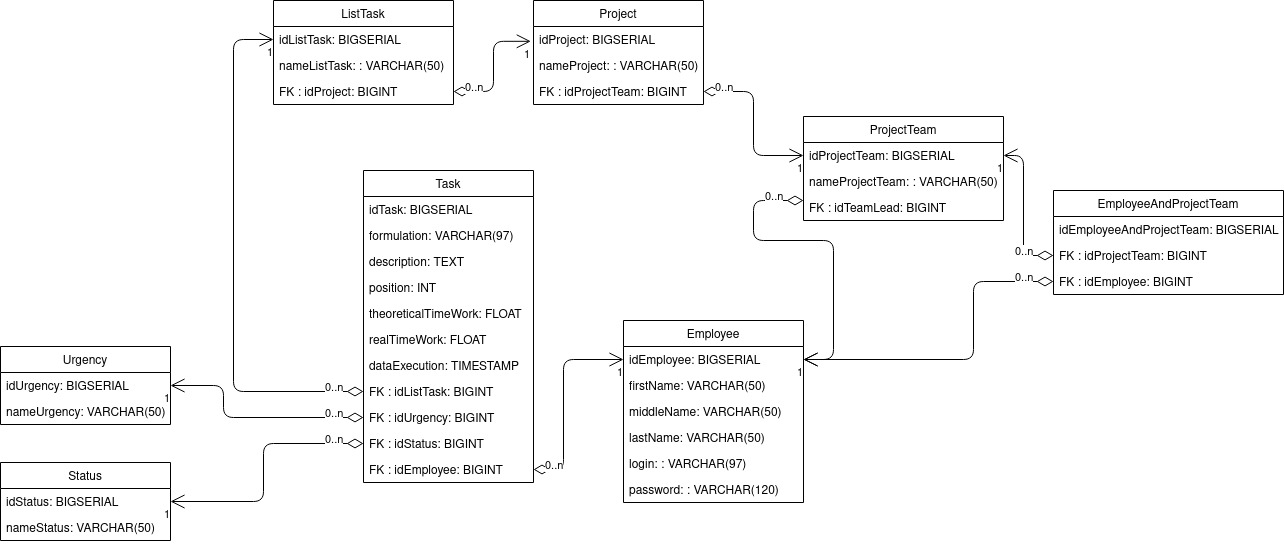 ListTask
idListTask: BIGSERIAL
nameListTask: : VARCHAR(50)
FK : idProject: BIGINT
1
0..n
Project
idProject: BIGSERIAL
nameProject: : VARCHAR(50)
FK : idProjectTeam: BIGINT
1
0..n
ProjectTeam
idProjectTeam: BIGSERIAL
nameProjectTeam: : VARCHAR(50)
FK : idTeamLead: BIGINT
1
1
0..n
EmployeeAndProjectTeam
idEmployeeAndProjectTeam: BIGSERIAL
FK : idProjectTeam: BIGINT
FK : idEmployee: BIGINT
0..n
0..n
Task
idTask: BIGSERIAL
formulation: VARCHAR(97)
description: TEXT
position: INT
theoreticalTimeWork: FLOAT
realTimeWork: FLOAT
dataExecution: TIMESTAMP
FK : idListTask: BIGINT
FK : idUrgency: BIGINT
FK : idStatus: BIGINT
FK : idEmployee: BIGINT
0..n
0..n
0..n
0..n
Employee
idEmployee: BIGSERIAL
firstName: VARCHAR(50)
middleName: VARCHAR(50)
lastName: VARCHAR(50)
login: : VARCHAR(97)
password: : VARCHAR(120)
1
1
Urgency
idUrgency: BIGSERIAL
nameUrgency: VARCHAR(50)
1
Status
idStatus: BIGSERIAL
nameStatus: VARCHAR(50)
1